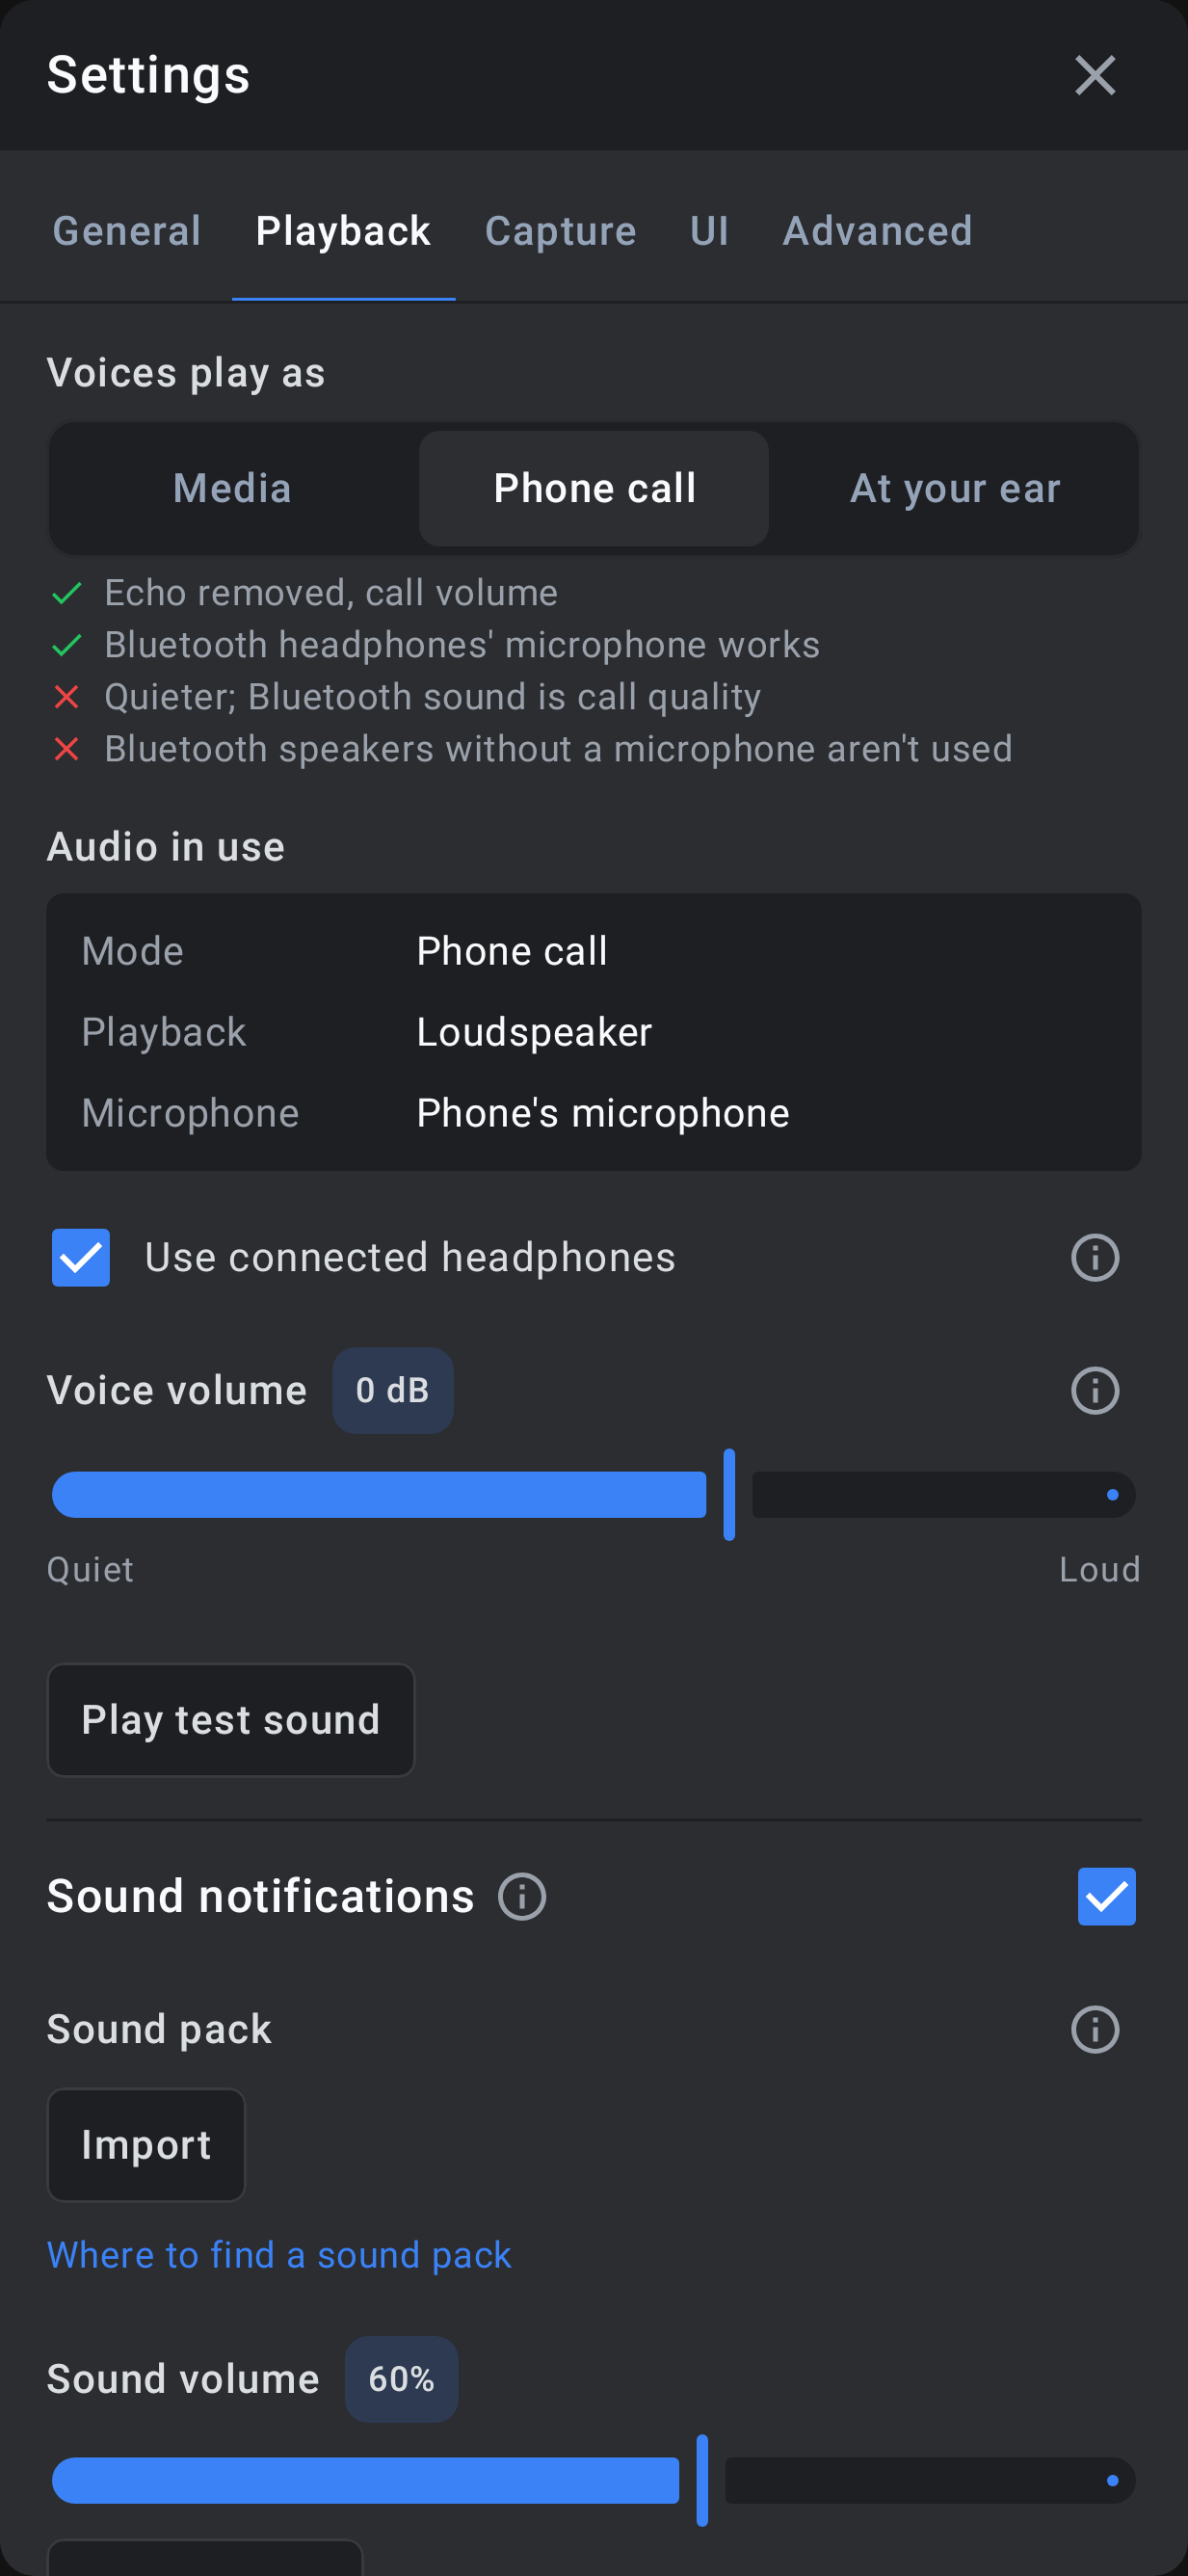 Settings
General Playback Capture UI Advanced
Voices play as
Media Phone call At your ear
Echo removed, call volume
Bluetooth headphones' microphone works
Quieter; Bluetooth sound is call quality
Bluetooth speakers without a microphone aren't used
Audio in use
Mode Phone call
Playback Loudspeaker
Microphone Phone's microphone
Use connected headphones
Voice volume 0 dB
Quiet Loud
Play test sound
Sound notifications
Sound pack
Import
Where to find a sound pack
Sound volume 60%